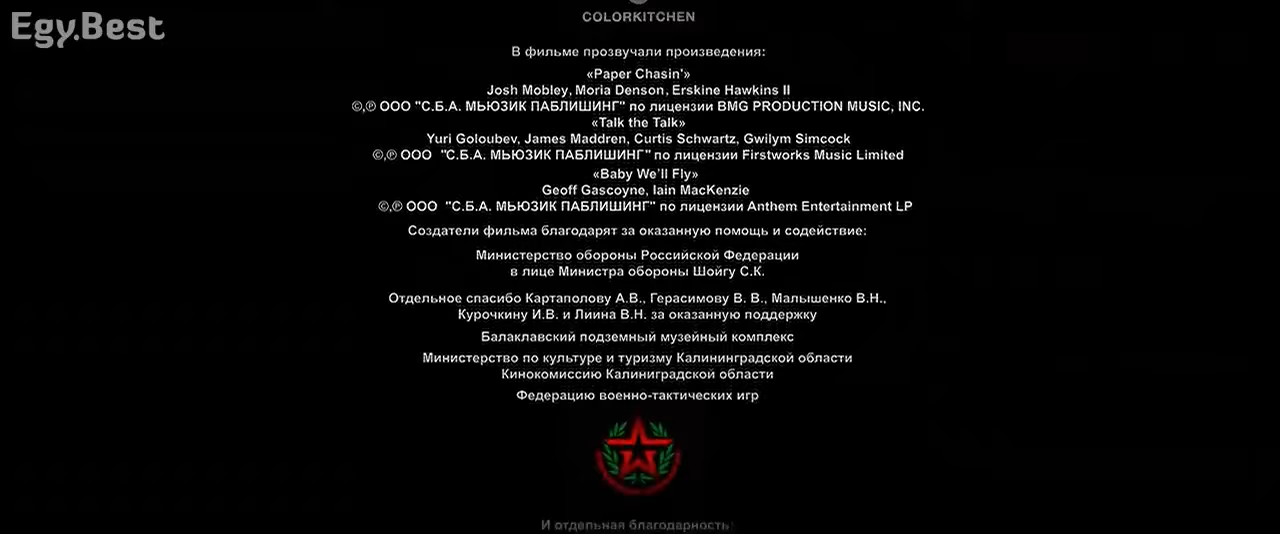 Egy.Best
COLORKITCHEN
В фильме прозвучали произведения:
«Paper Chasin'»
Josh Mobley, Moria Denson, Erskine Hawkins II
©,℗ ООО "С.Б.А. МЬЮЗИК ПАБЛИШИНГ" по лицензии BMG PRODUCTION MUSIC, INC.
«Talk the Talk»
Yuri Goloubev, James Maddren, Curtis Schwartz, Gwilym Simcock
©,℗ ООО "С.Б.А. МЬЮЗИК ПАБЛИШИНГ" по лицензии Firstworks Music Limited
«Baby We'll Fly»
Geoff Gascoyne, Iain MacKenzie
©,℗ ООО "С.Б.А. МЬЮЗИК ПАБЛИШИНГ" по лицензии Anthem Entertainment LP
Создатели фильма благодарят за оказанную помощь и содействие:
Министерство обороны Российской Федерации
в лице Министра обороны Шойгу С.К.
Отдельное спасибо Картаполову А.В., Герасимову В. В., Малышенко В.Н.,
Курочкину И.В. и Лиина В.Н. за оказанную поддержку
Балаклавский подземный музейный комплекс
Министерство по культуре и туризму Калининградской области
Кинокомиссию Калиниградской области
Федерацию военно-тактических игр
И отдельная благодарность: